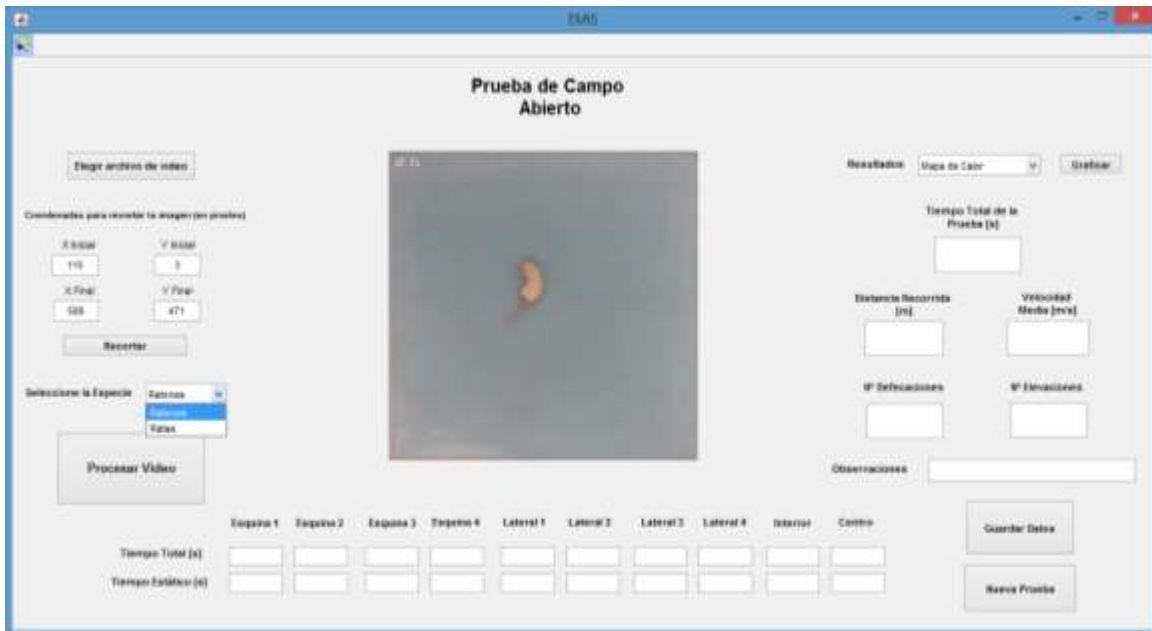 Prueba de Campo
Abierto
Elegir archivo de video
Coordenadas para recortar la imagen (en pixeles)
X Inicial
Y Inicial
3
X Final
Y Final
471
Recortar
Seleccione la Especie
Ratones
Ratones
Ratas
Procesar Video
Resultados
Mapa de Calor
Graficar
Tiempo Total de la
Prueba [s]
Distancia Recorrida
[m]
Velocidad
Media [m/s]
Nº Defecaciones
Nº Elevaciones
Observaciones
Esquina 1 Esquina 2 Esquina 3 Esquina 4 Lateral 1 Lateral 2 Lateral 3 Lateral 4 Interior Centro
Tiempo Total [s]
Tiempo Estático [s]
Guardar Datos
Nueva Prueba